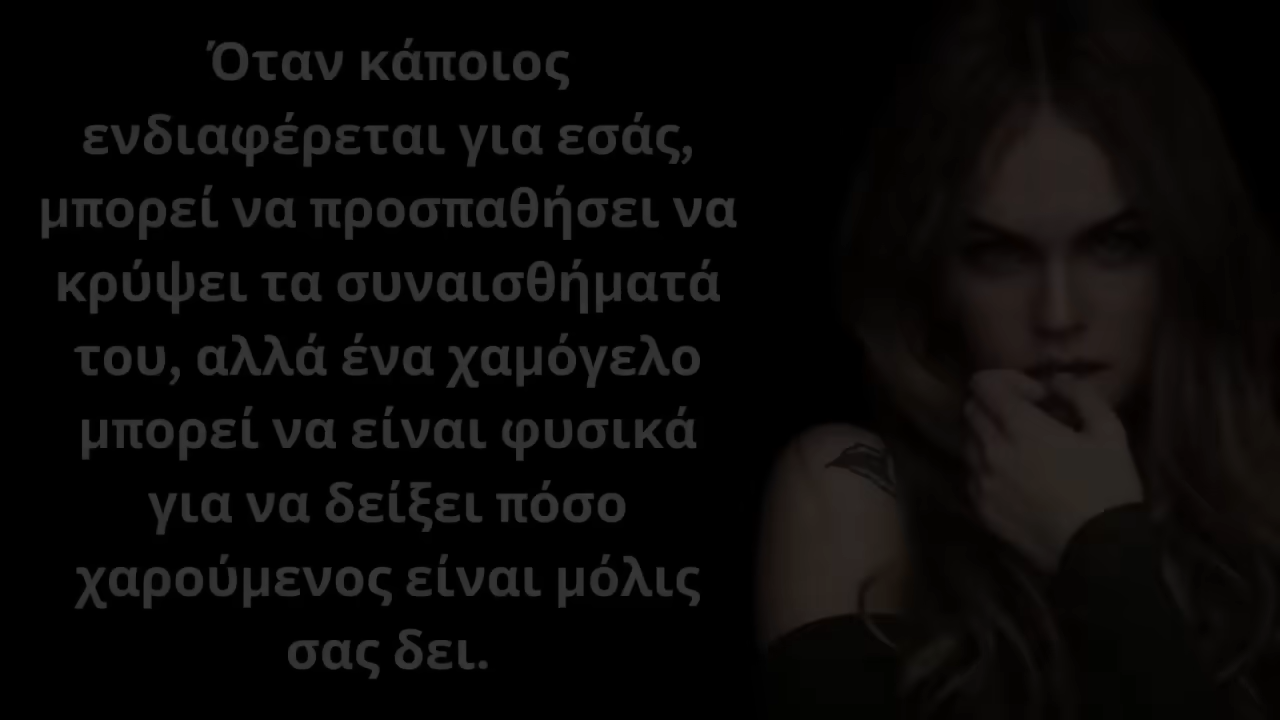 Όταν κάποιος
ενδιαφέρεται για εσάς,
μπορεί να προσπαθήσει να
κρύψει τα συναισθήματά
του, αλλά ένα χαμόγελο
μπορεί να είναι φυσικά
για να δείξει πόσο
χαρούμενος είναι μόλις
σας δει.